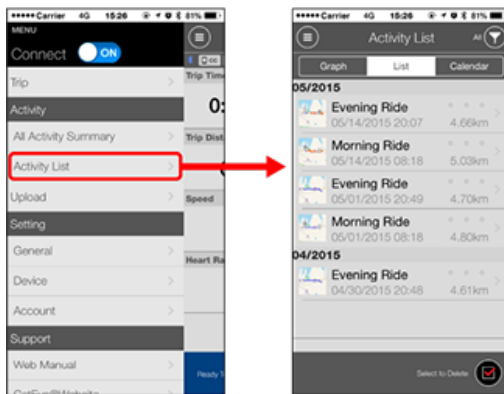 Carrier 4G 15:26 81%
MENU
Connect ON
Trip
Activity
All Activity Summary
Activity List
Upload
Setting
General
Device
Account
Support
Web Manual
Trip Time
0:
Trip Dist
Speed
Heart Ra
Ready T
Carrier 4G 15:26 81%
Activity List All
Graph List Calendar
05/2015
Evening Ride
05/14/2015 20:07 4.66km
Morning Ride
05/14/2015 08:18 5.03km
Evening Ride
05/01/2015 20:49 4.70km
Morning Ride
05/01/2015 08:18 4.80km
04/2015
Evening Ride
04/30/2015 20:48 4.61km
Select to Delete